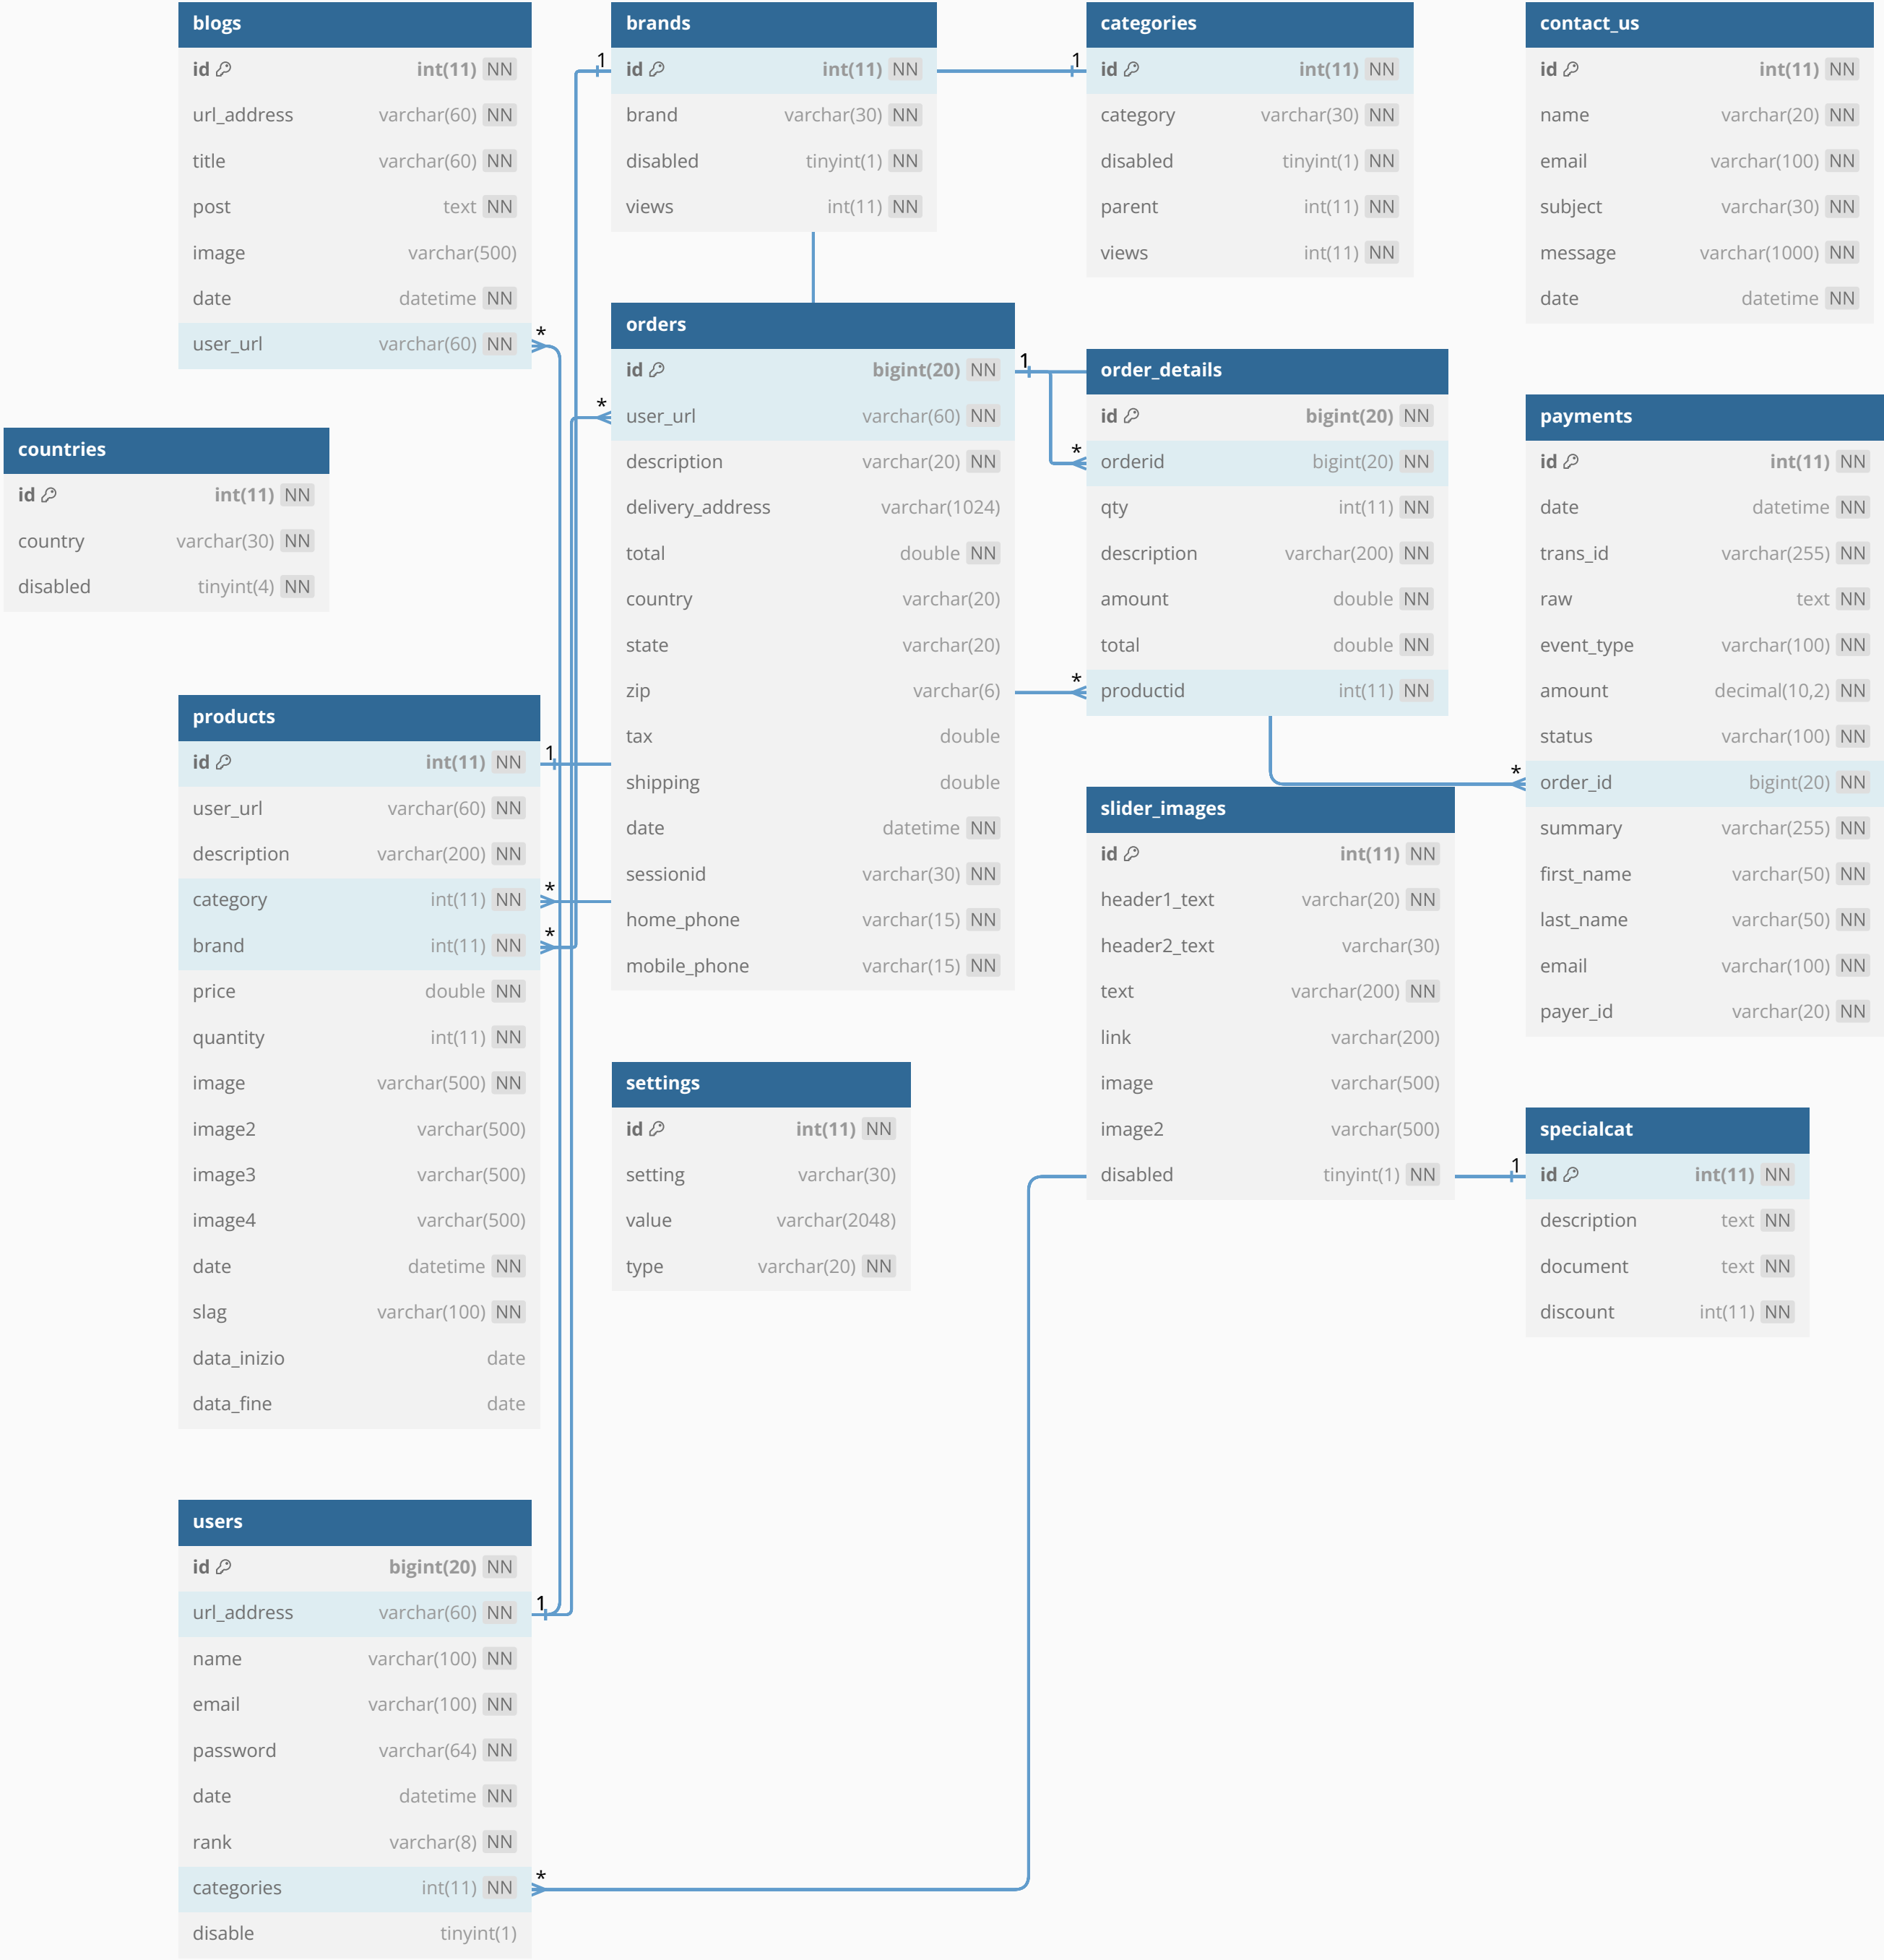 blogs
id int(11) NN
url_address varchar(60) NN
title varchar(60) NN
post text NN
image varchar(500)
date datetime NN
user_url varchar(60) NN
*
brands
1
id int(11) NN
brand varchar(30) NN
disabled tinyint(1) NN
views int(11) NN
categories
1
id int(11) NN
category varchar(30) NN
disabled tinyint(1) NN
parent int(11) NN
views int(11) NN
contact_us
id int(11) NN
name varchar(20) NN
email varchar(100) NN
subject varchar(30) NN
message varchar(1000) NN
date datetime NN
countries
id int(11) NN
country varchar(30) NN
disabled tinyint(4) NN
orders
id bigint(20) NN
1
*
user_url varchar(60) NN
description varchar(20) NN
delivery_address varchar(1024)
total double NN
country varchar(20)
state varchar(20)
zip varchar(6)
tax double
shipping double
date datetime NN
sessionid varchar(30) NN
home_phone varchar(15) NN
mobile_phone varchar(15) NN
order_details
id bigint(20) NN
*
orderid bigint(20) NN
qty int(11) NN
description varchar(200) NN
amount double NN
total double NN
*
productid int(11) NN
payments
id int(11) NN
date datetime NN
trans_id varchar(255) NN
raw text NN
event_type varchar(100) NN
amount decimal(10,2) NN
status varchar(100) NN
*
order_id bigint(20) NN
summary varchar(255) NN
first_name varchar(50) NN
last_name varchar(50) NN
email varchar(100) NN
payer_id varchar(20) NN
products
id int(11) NN
1
user_url varchar(60) NN
description varchar(200) NN
category int(11) NN
*
brand int(11) NN
*
price double NN
quantity int(11) NN
image varchar(500) NN
image2 varchar(500)
image3 varchar(500)
image4 varchar(500)
date datetime NN
slag varchar(100) NN
data_inizio date
data_fine date
slider_images
id int(11) NN
header1_text varchar(20) NN
header2_text varchar(30)
text varchar(200) NN
link varchar(200)
image varchar(500)
image2 varchar(500)
disabled tinyint(1) NN
settings
id int(11) NN
setting varchar(30)
value varchar(2048)
type varchar(20) NN
specialcat
1
id int(11) NN
description text NN
document text NN
discount int(11) NN
users
id bigint(20) NN
url_address varchar(60) NN
1
name varchar(100) NN
email varchar(100) NN
password varchar(64) NN
date datetime NN
rank varchar(8) NN
categories int(11) NN
*
disable tinyint(1)